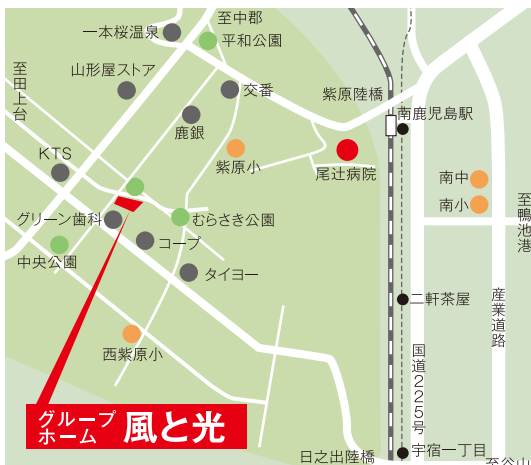 至中郡
一本桜温泉
平和公園
至田上台
山形屋ストア
交番
紫原陸橋
鹿銀
南鹿児島駅
KTS
紫原小
尾辻病院
南中
南小
至鴨池港
グリーン歯科
むらさき公園
コープ
中央公園
タイヨー
二軒茶屋
産業道路
西紫原小
国道225号
グループ
ホーム 風と光
日之出陸橋
宇宿一丁目
至谷山